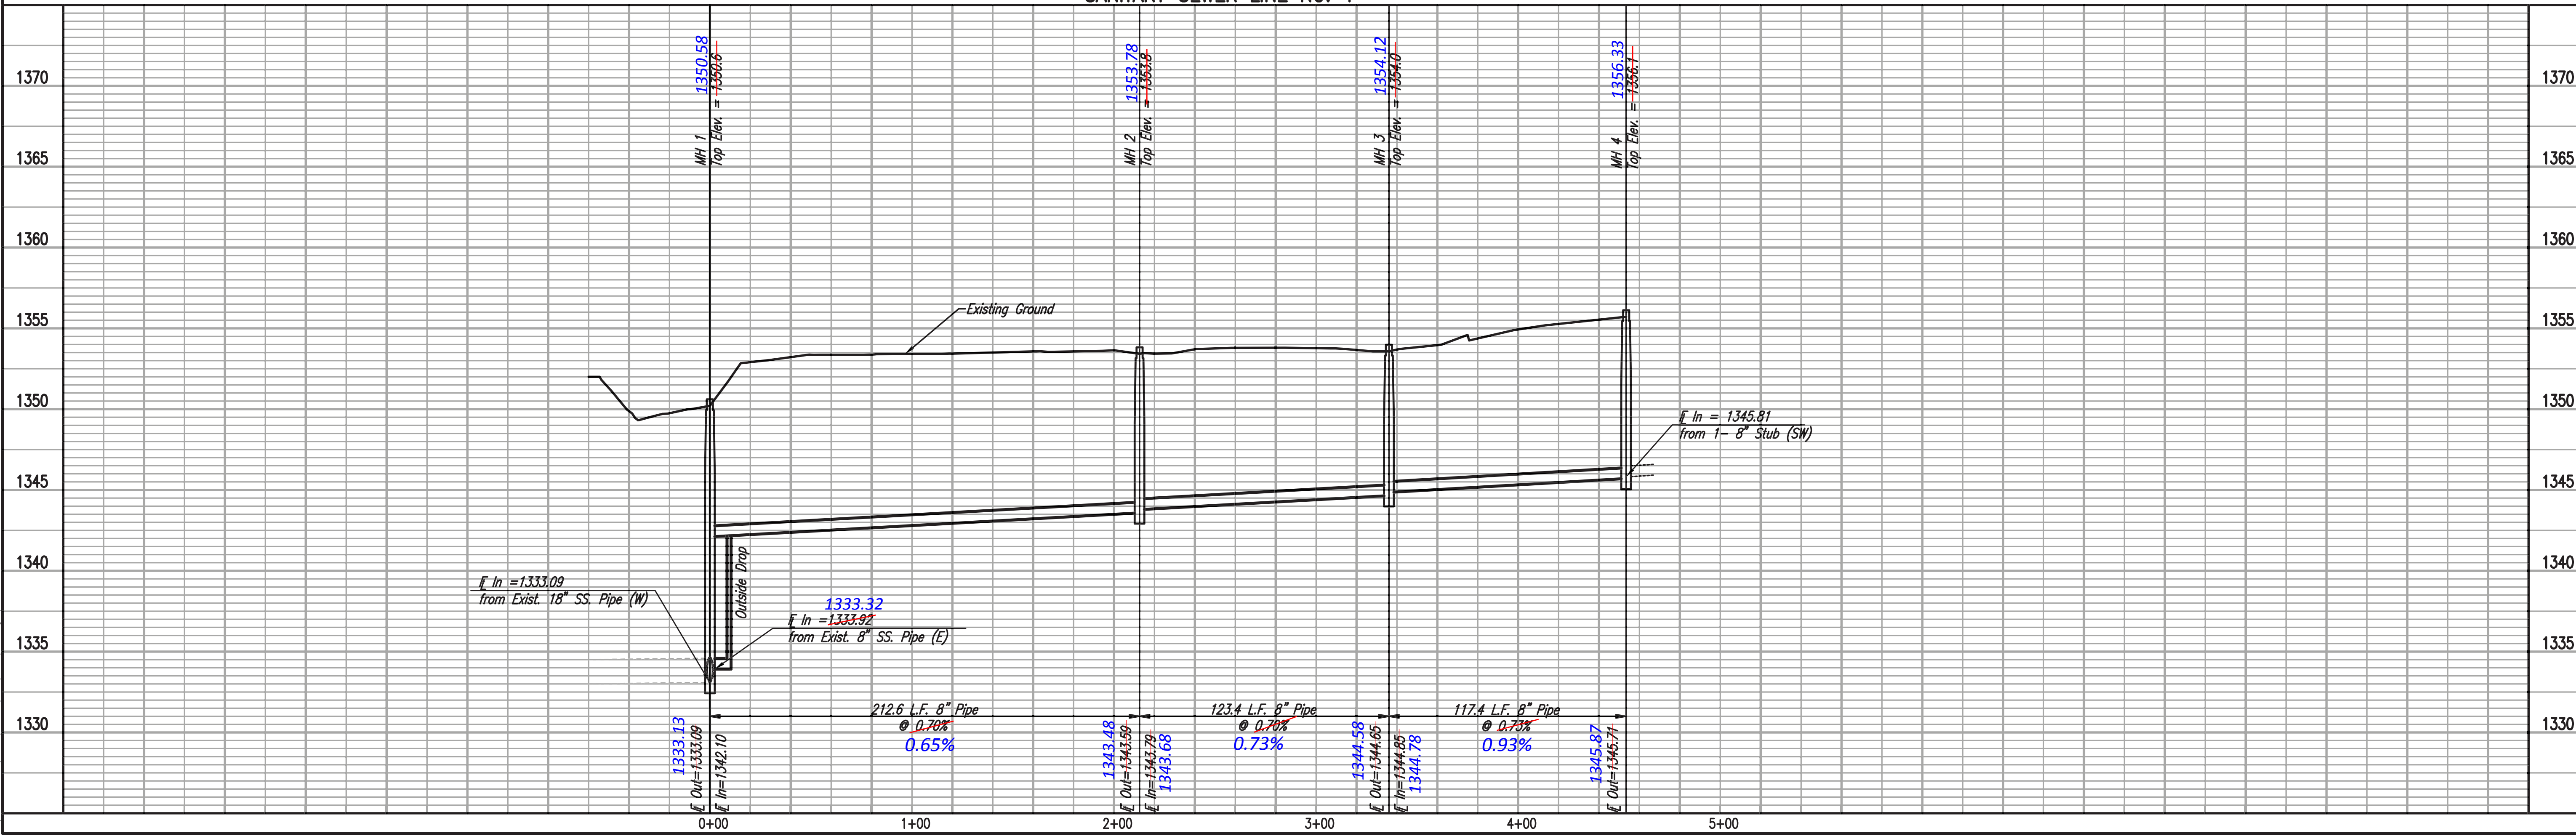 1350.58
MH 1
Top Elev. = 1350.6
1353.78
MH 2
Top Elev. = 1353.8
1354.12
MH 3
Top Elev. = 1354.0
1356.33
MH 4
Top Elev. = 1356.1
1370 1370
1365 1365
1360 1360
1355 1355
1350 1350
1345 1345
1340 1340
1335 1335
1330 1330
Existing Ground
In = 1345.81
from 1- 8" Stub (SW)
Outside Drop
In =1333.09
from Exist. 18" SS. Pipe (W)
1333.32
In =1333.92
from Exist. 8" SS. Pipe (E)
212.6 L.F. 8" Pipe
@ 0.70%
0.65%
123.4 L.F. 8" Pipe
@ 0.70%
0.73%
117.4 L.F. 8" Pipe
@ 0.73%
0.93%
1333.13
Out=1333.09
In=1342.10
1343.48
Out=1343.59
In=1343.79
1343.68
1344.58
Out=1344.65
In=1344.85
1344.78
1345.87
Out=1345.71
0+00 1+00 2+00 3+00 4+00 5+00